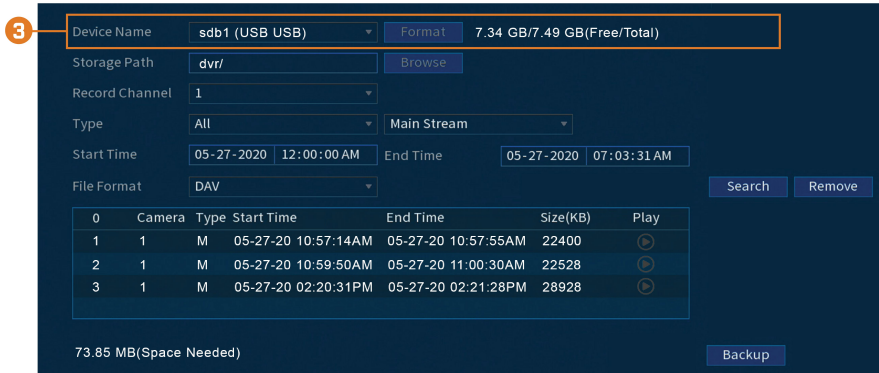 3
Device Name sdb1 (USB USB) Format 7.34 GB/7.49 GB(Free/Total)
Storage Path dvr/ Browse
Record Channel 1
Type All Main Stream
Start Time 05-27-2020 12:00:00 AM End Time 05-27-2020 07:03:31 AM
File Format DAV Search Remove
0 Camera Type Start Time End Time Size(KB) Play
1 1 M 05-27-20 10:57:14AM 05-27-20 10:57:55AM 22400
2 1 M 05-27-20 10:59:50AM 05-27-20 11:00:30AM 22528
3 1 M 05-27-20 02:20:31PM 05-27-20 02:21:28PM 28928
73.85 MB(Space Needed) Backup